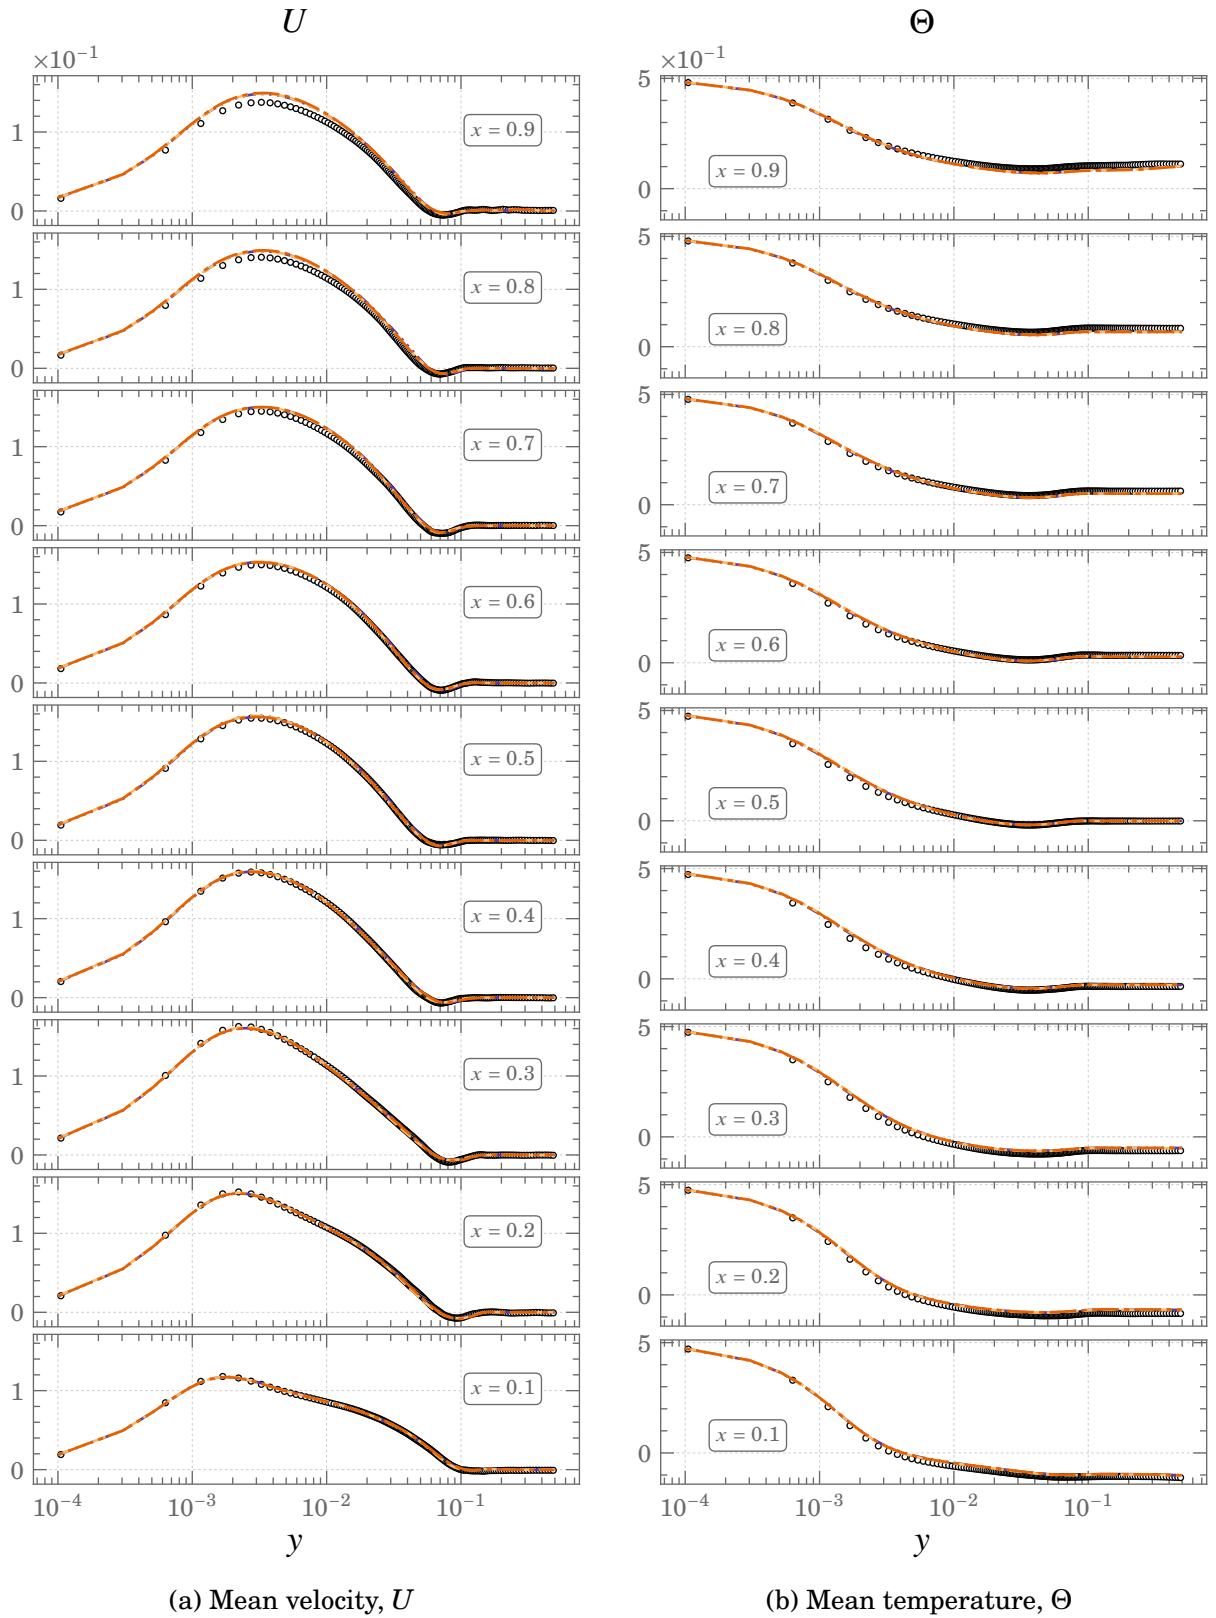 U
Θ
×10⁻¹
×10⁻¹
1
0
x = 0.9
5
0
x = 0.9
1
0
x = 0.8
5
0
x = 0.8
1
0
x = 0.7
5
0
x = 0.7
1
0
x = 0.6
5
0
x = 0.6
1
0
x = 0.5
5
0
x = 0.5
1
0
x = 0.4
5
0
x = 0.4
1
0
x = 0.3
5
0
x = 0.3
1
0
x = 0.2
5
0
x = 0.2
1
0
x = 0.1
5
0
x = 0.1
10⁻⁴ 10⁻³ 10⁻² 10⁻¹
10⁻⁴ 10⁻³ 10⁻² 10⁻¹
y
y
(a) Mean velocity, U
(b) Mean temperature, Θ